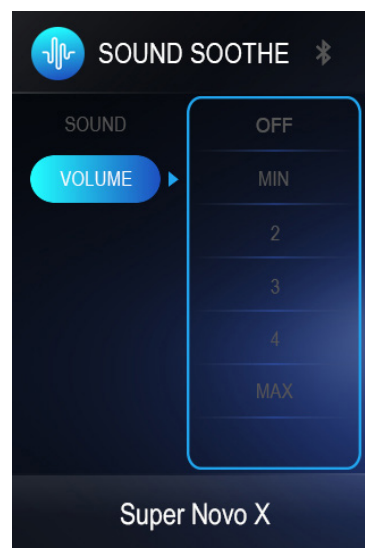 SOUND SOOTHE
SOUND
VOLUME
OFF
MIN
2
3
4
MAX
Super Novo X